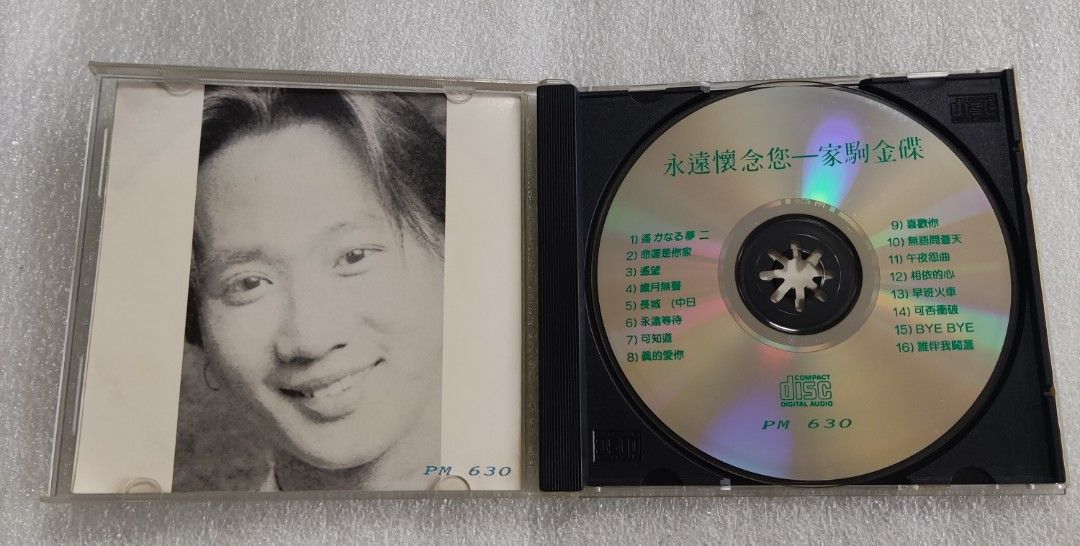 PM 630
永遠懷念您—家駒金碟
1) 遙かなる夢二
2) 命運是你家
3) 遙望
4) 歲月無聲
5) 長城 (中日
6) 永遠等待
7) 可知道
8) 眞的愛你
9) 喜歡你
10) 無語問蒼天
11) 午夜怨曲
12) 相依的心
13) 早班火車
14) 可否衝破
15) BYE BYE
16) 誰伴我闖蕩
COMPACT
disc
DIGITAL AUDIO
PM 630
disc